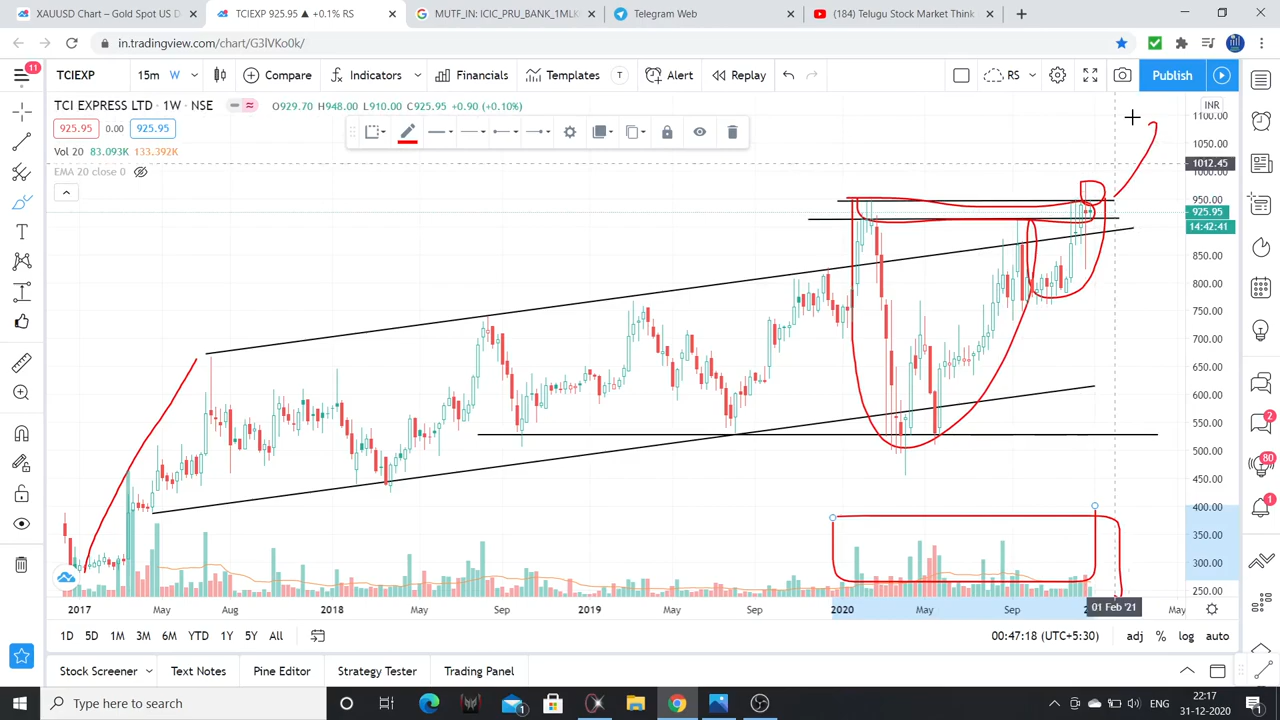 XAUUSD Chart – Gold Spot US D
TCIEXP 925.95 ▲ +0.1% RS
MUTF_IN: ICIC_PRU_BANK_1MLK
Telegram Web
(184) Telugu Stock Market Think
in.tradingview.com/chart/G3lVKo0k/
11
TCIEXP
15m
W
Compare
Indicators
Financials
Templates
T
Alert
Replay
RS
Publish
TCI EXPRESS LTD · 1W · NSE
O929.70 H948.00 L910.00 C925.95 +0.90 (+0.10%)
INR
925.95 0.00 925.95
Vol 20 83.093K 133.392K
EMA 20 close 0
1100.00
1050.00
1012.45
1000.00
950.00
925.95
14:42:41
900.00
850.00
800.00
750.00
700.00
650.00
600.00
550.00
500.00
450.00
400.00
350.00
300.00
250.00
2
80
1
2017 May Aug 2018 May Sep 2019 May Sep 2020 May Sep 01 Feb '21 May
1D 5D 1M 3M 6M YTD 1Y 5Y All
00:47:18 (UTC+5:30)
adj % log auto
Stock Screener
Text Notes
Pine Editor
Strategy Tester
Trading Panel
Type here to search
1
ENG
22:17
31-12-2020
1